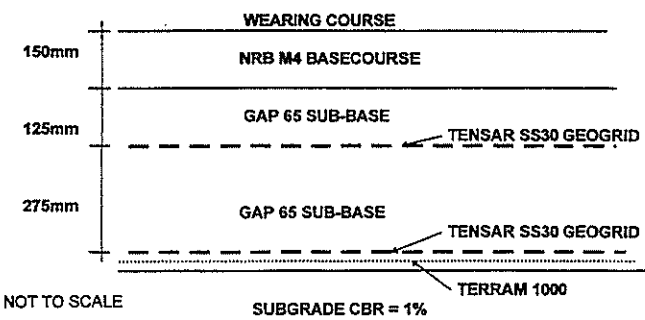 WEARING COURSE
150mm
NRB M4 BASECOURSE
GAP 65 SUB-BASE
125mm
TENSAR SS30 GEOGRID
275mm
GAP 65 SUB-BASE
TENSAR SS30 GEOGRID
TERRAM 1000
NOT TO SCALE
SUBGRADE CBR = 1%